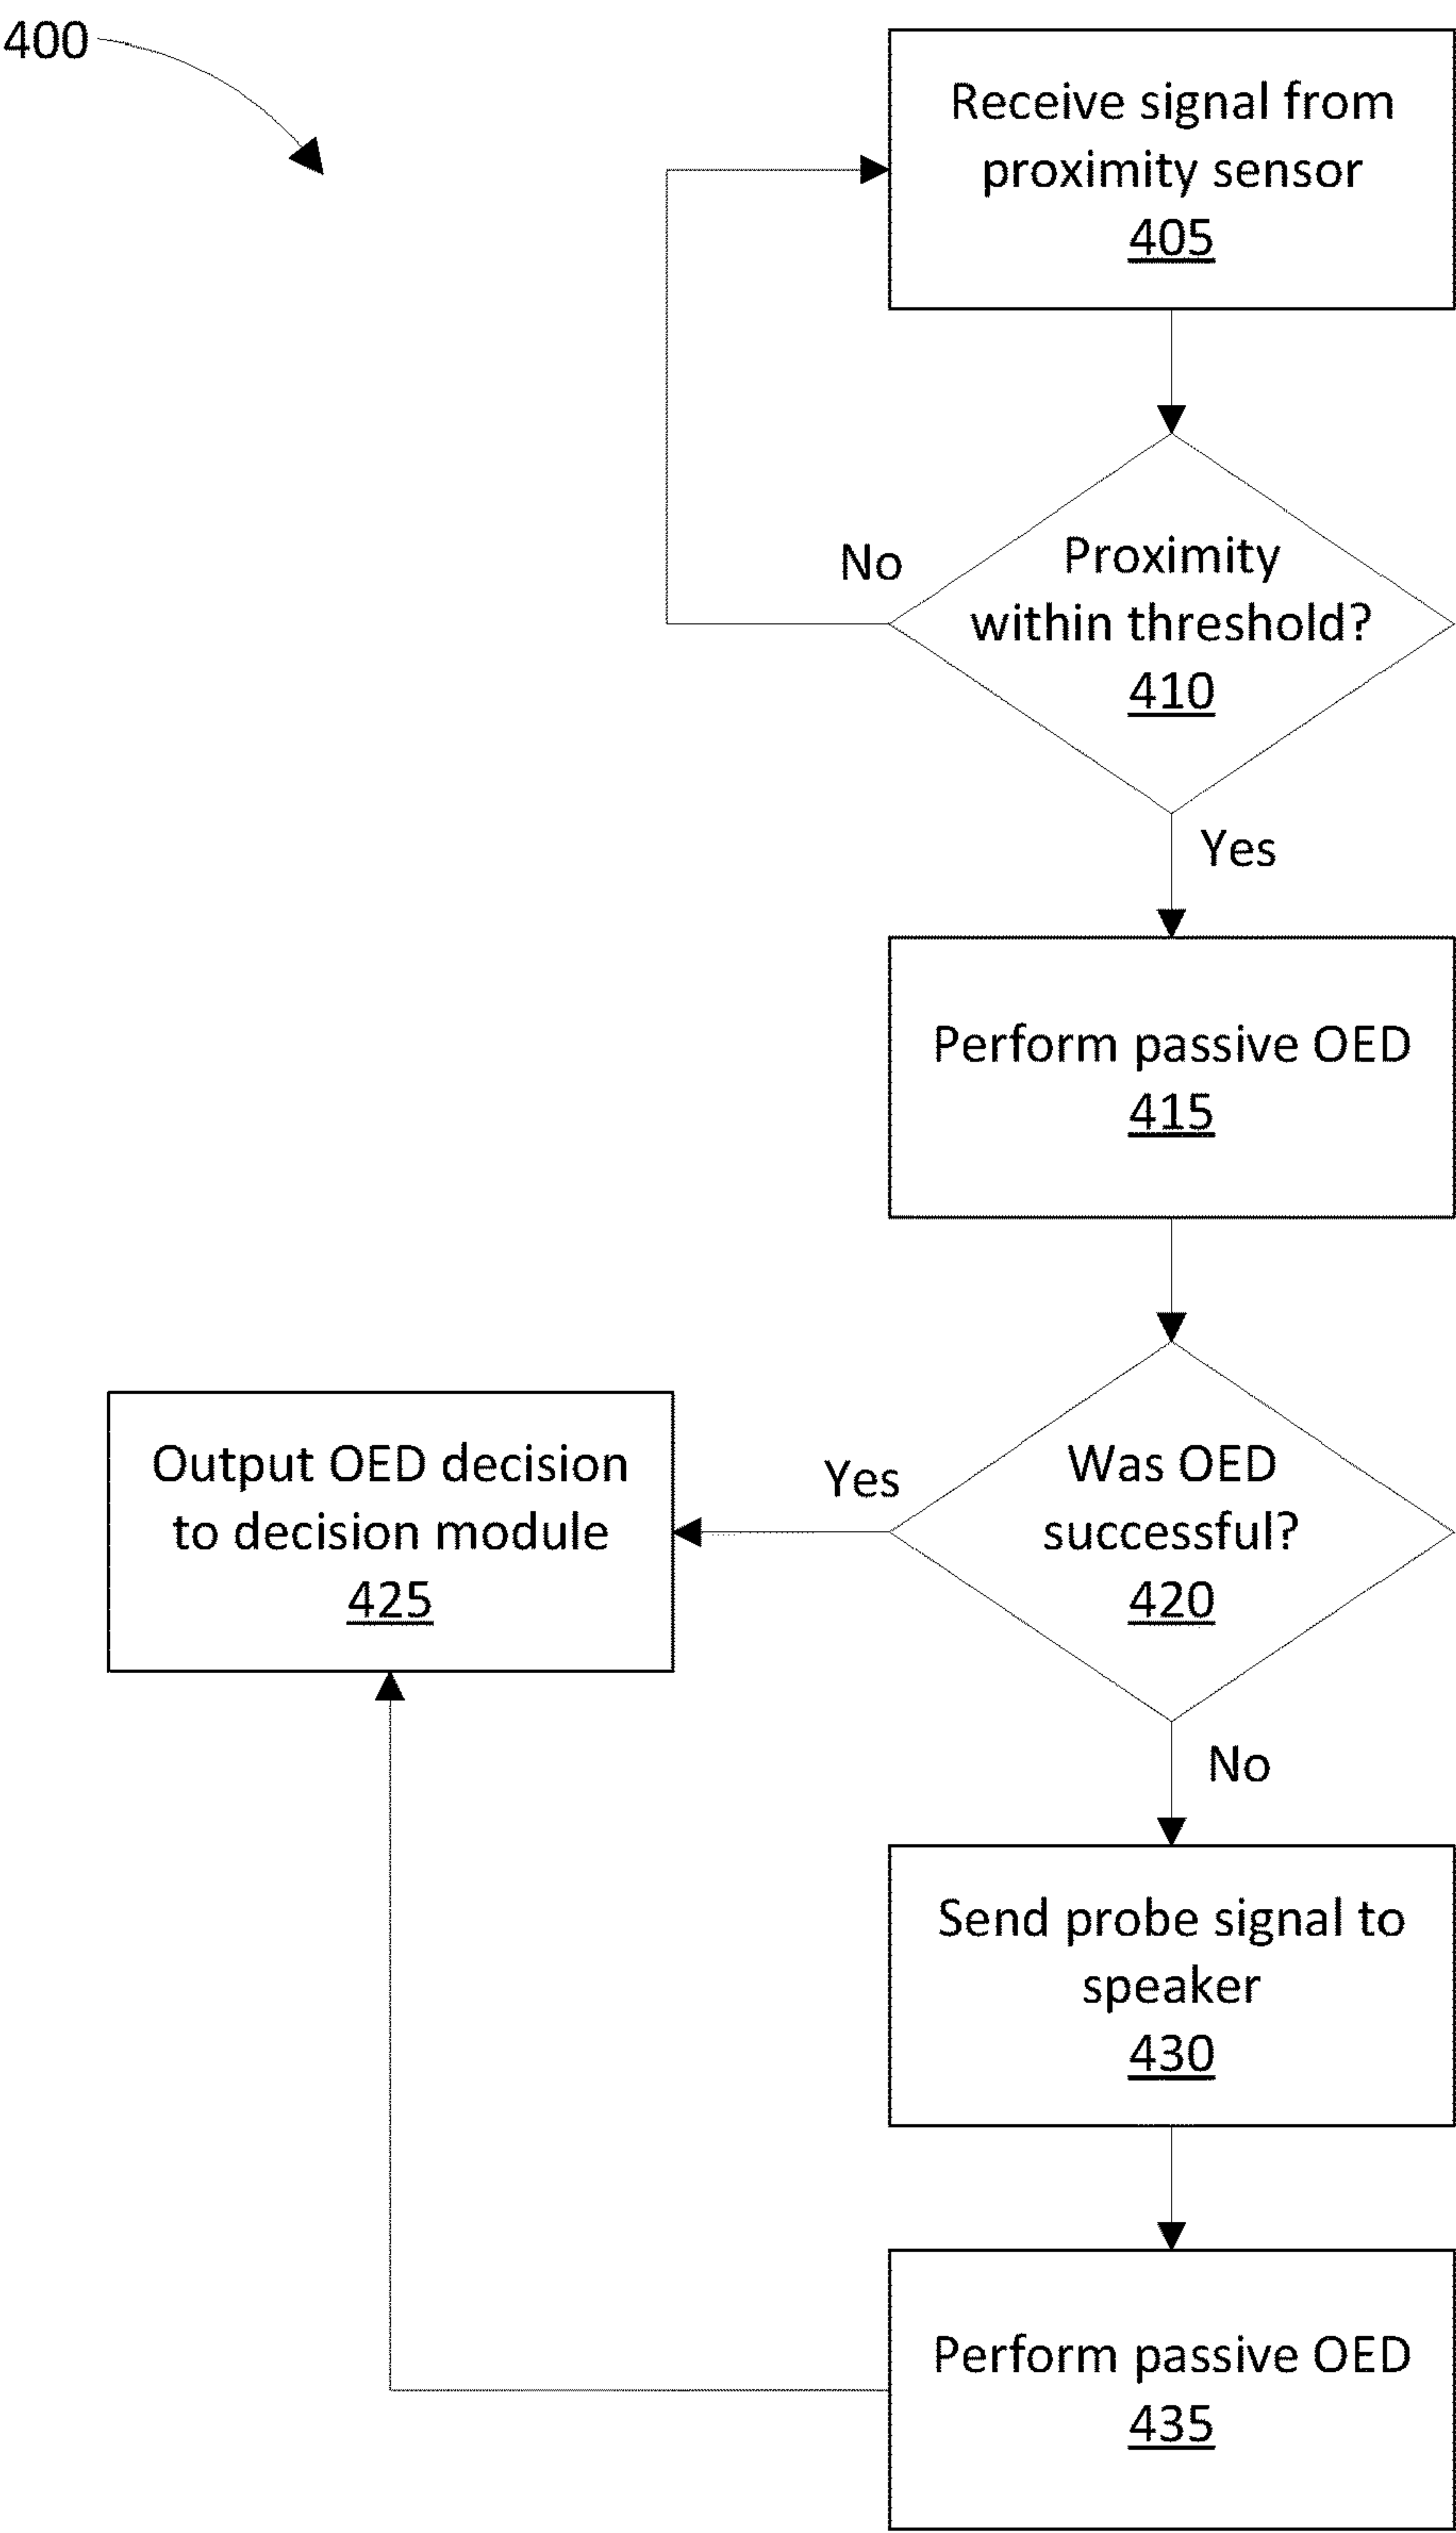 400
Receive signal from
proximity sensor
405
No
Proximity
within threshold?
410
Yes
Perform passive OED
415
Output OED decision
to decision module
425
Yes
Was OED
successful?
420
No
Send probe signal to
speaker
430
Perform passive OED
435